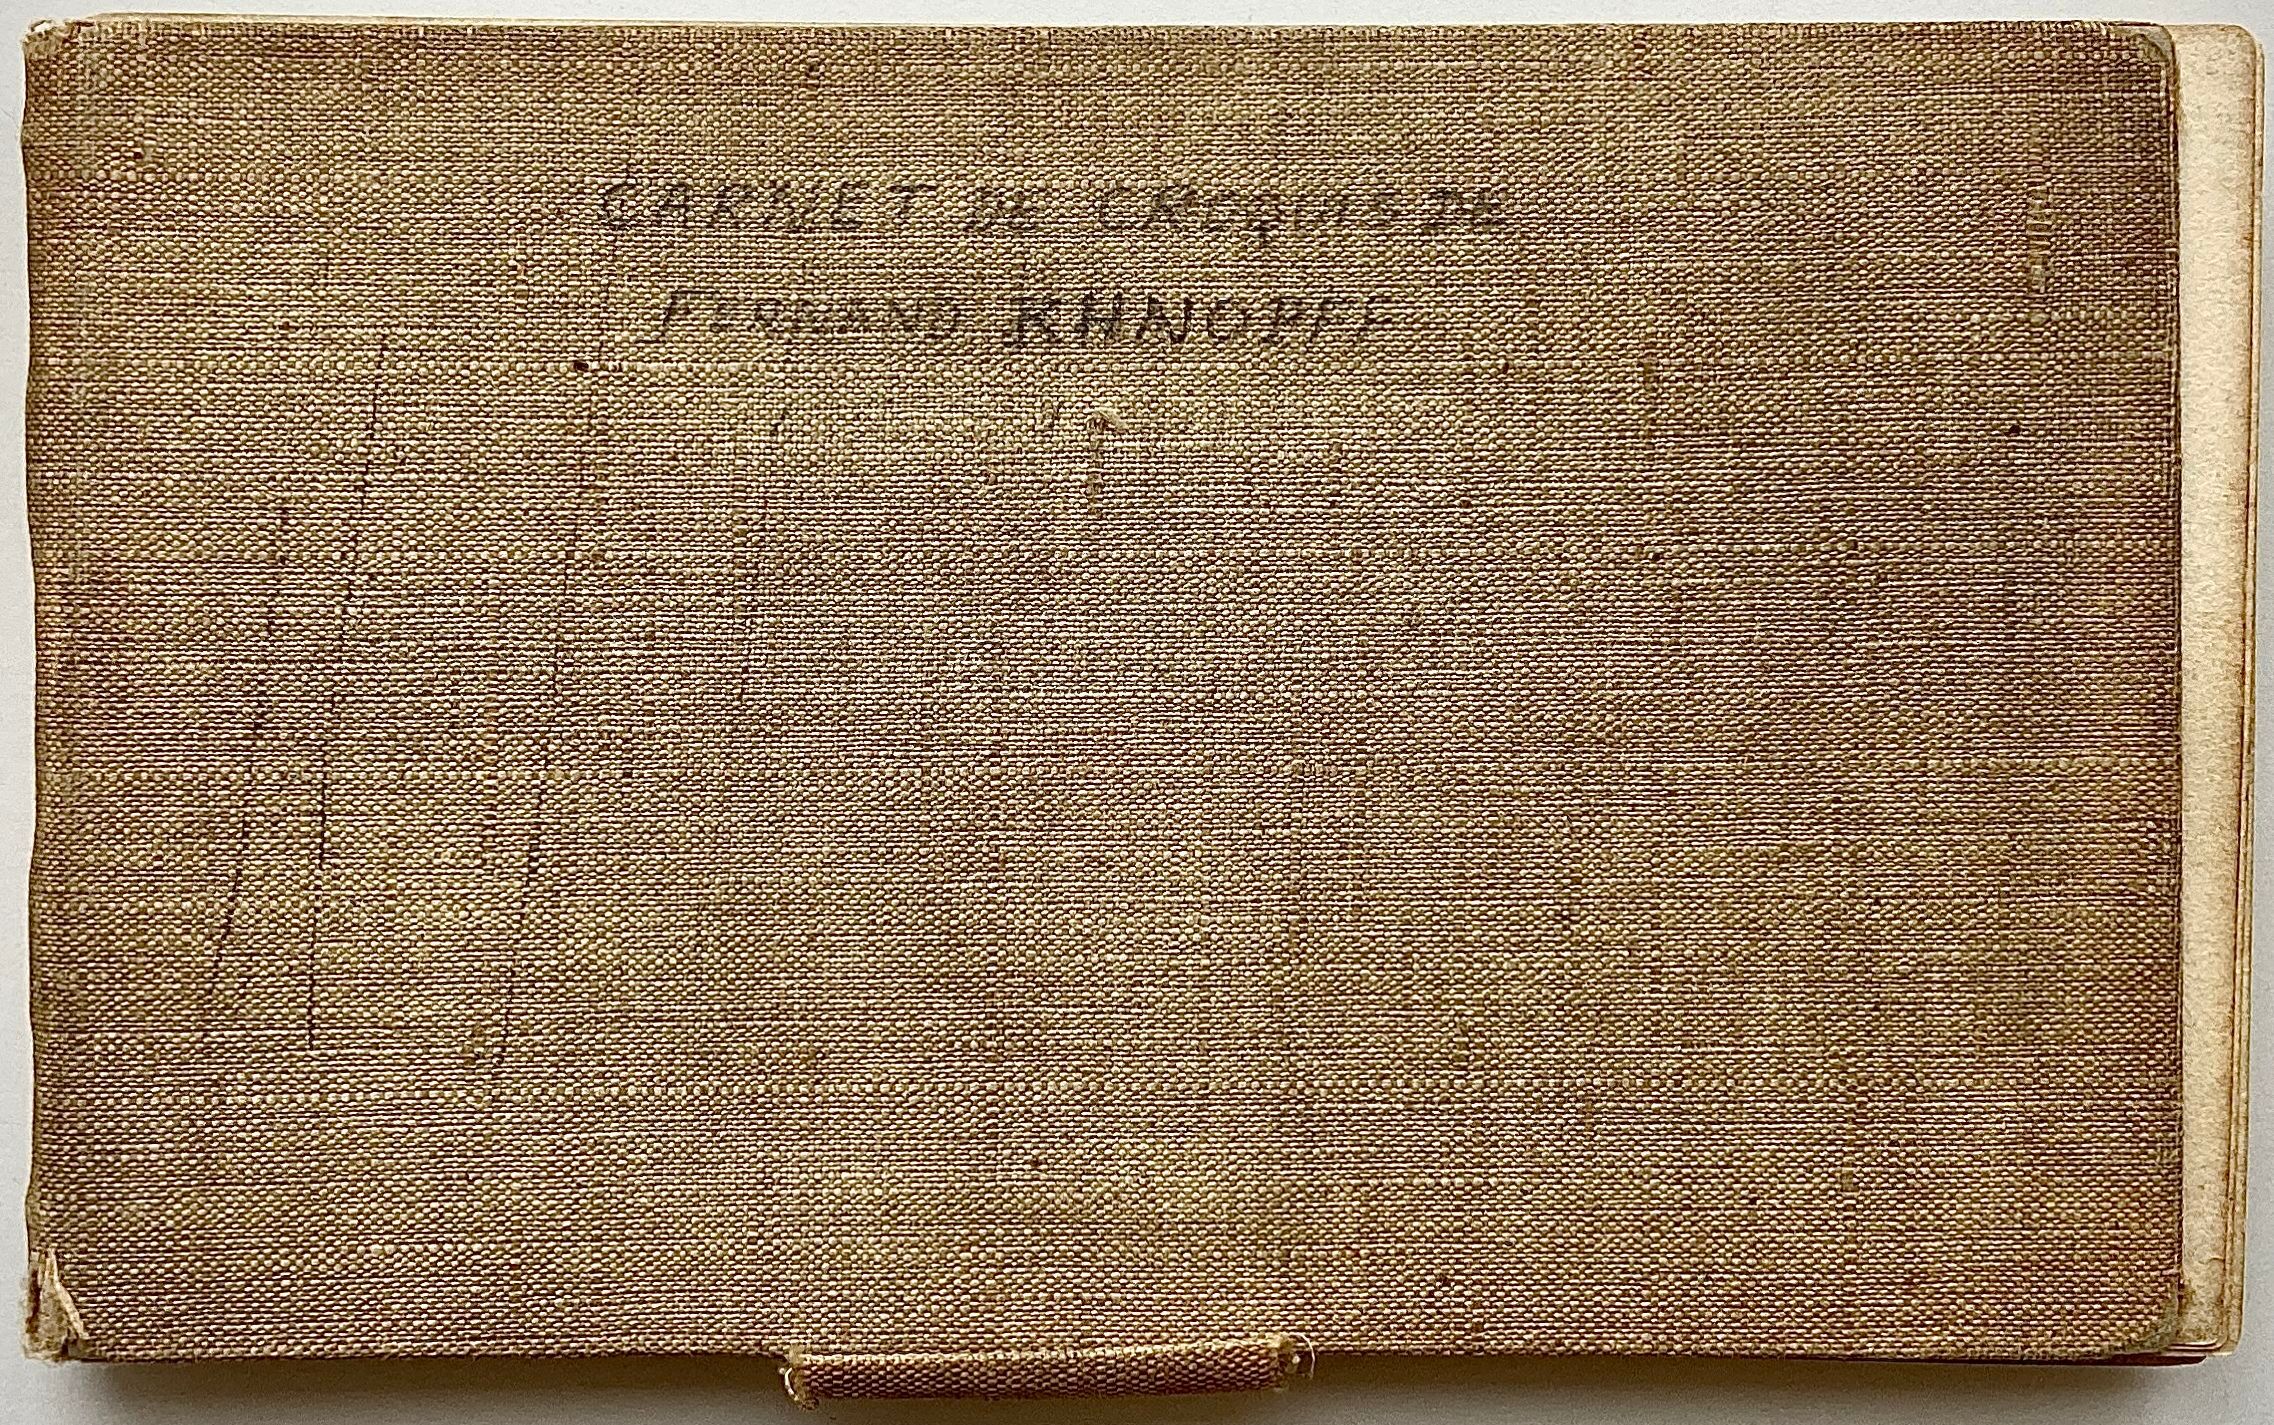 CARNET DE CROQUIS DE
FERNAND KHNOPFF